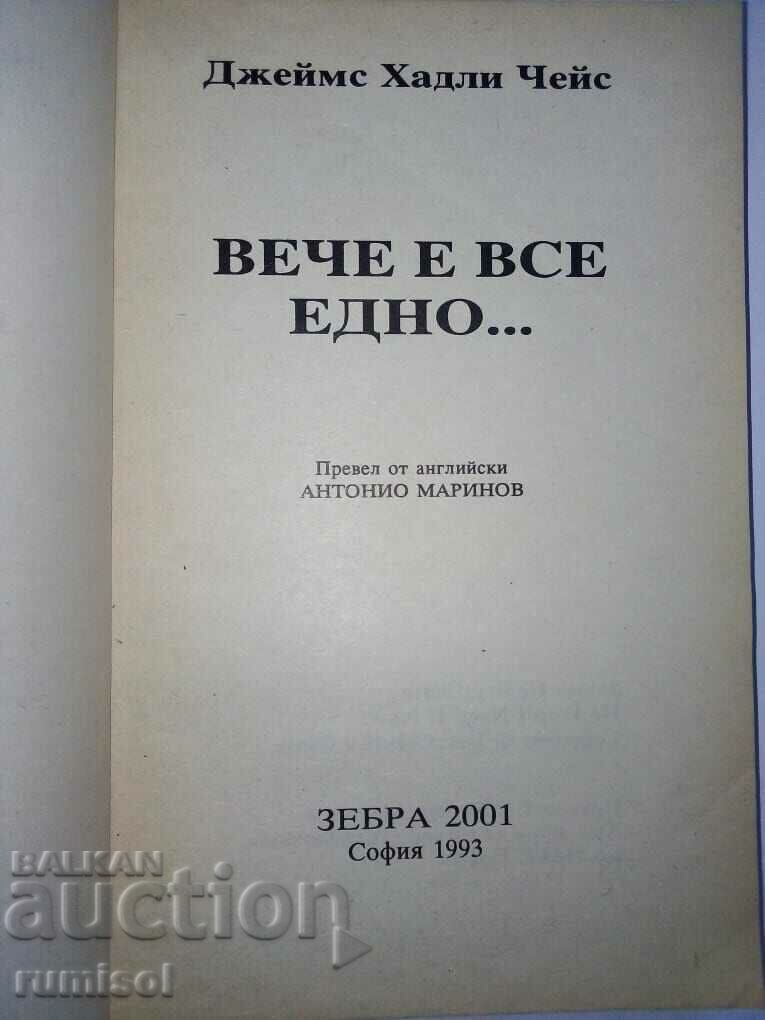 Джеймс Хадли Чейс
ВЕЧЕ Е ВСЕ
ЕДНО...
Превел от английски
АНТОНИО МАРИНОВ
ЗЕБРА 2001
София 1993
BALKAN
auction
rumisol